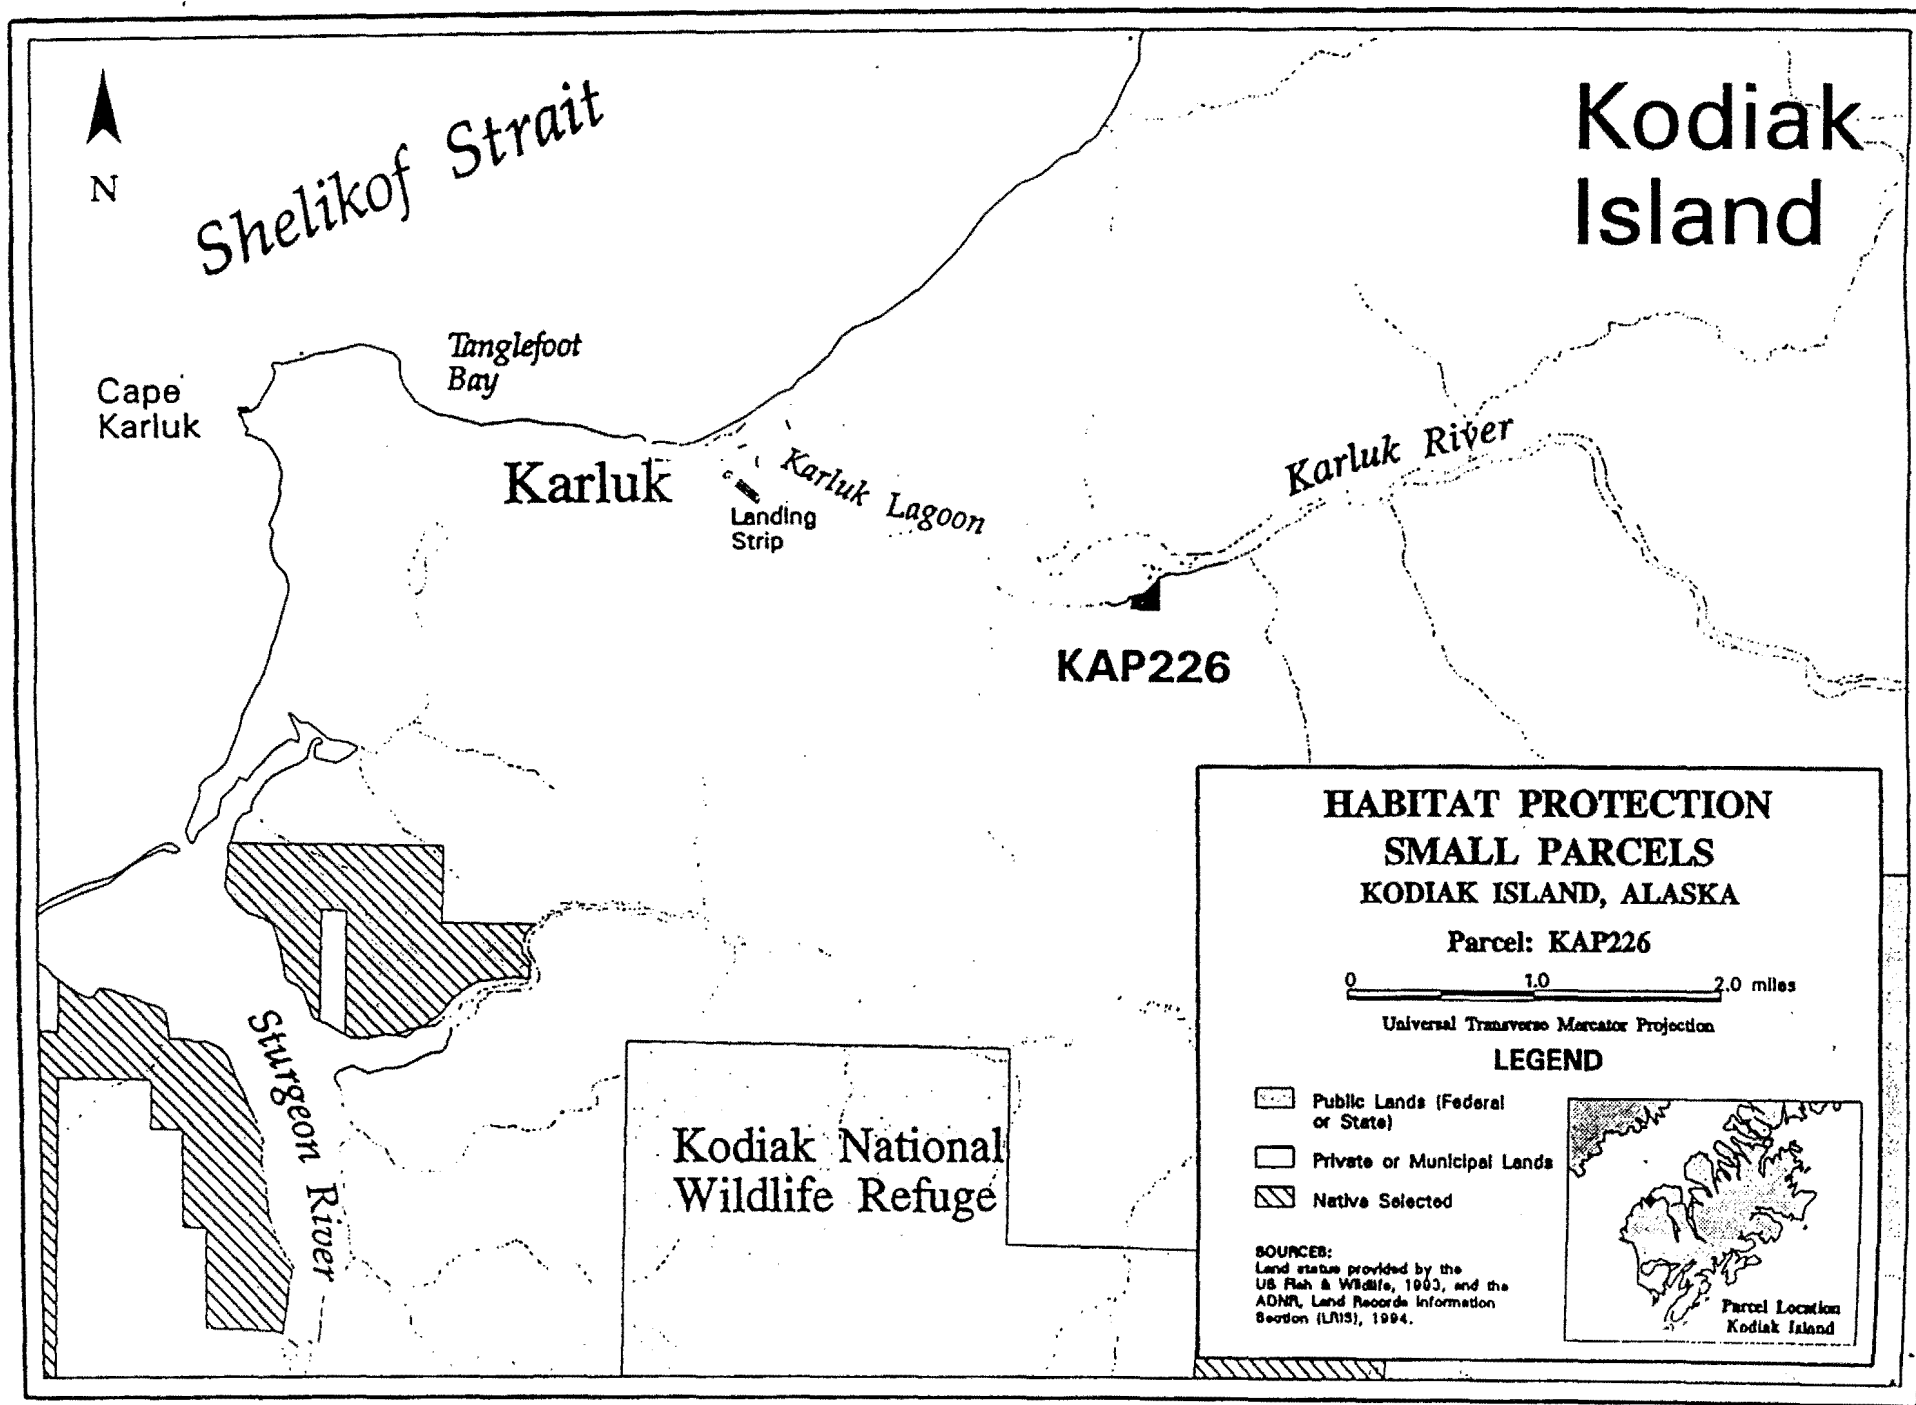 N
Shelikof Strait
Kodiak
Island
Tanglefoot
Bay
Cape
Karluk
Karluk
Karluk Lagoon
Landing
Strip
Karluk River
KAP226
Sturgeon River
Kodiak National
Wildlife Refuge
HABITAT PROTECTION
SMALL PARCELS
KODIAK ISLAND, ALASKA
Parcel: KAP226
0 1.0 2.0 miles
Universal Transverse Mercator Projection
LEGEND
Public Lands (Federal
or State)
Private or Municipal Lands
Native Selected
SOURCES:
Land status provided by the
US Fish & Wildlife, 1993, and the
ADNR, Land Records Information
Section (LRIS), 1994.
Parcel Location
Kodiak Island